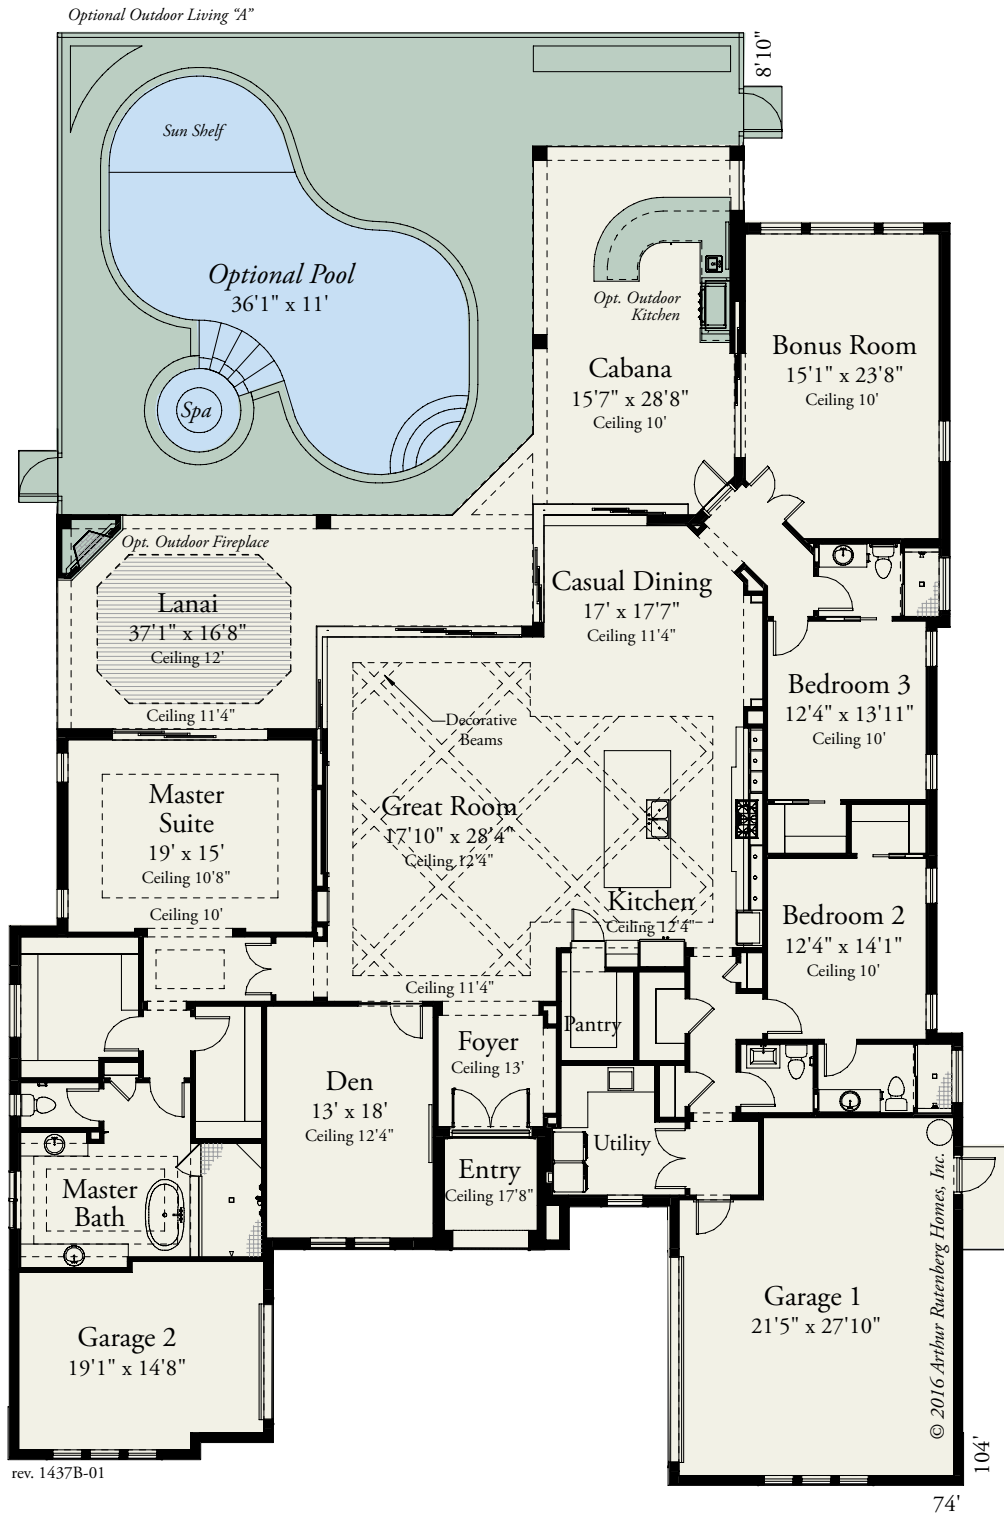 Optional Outdoor Living “A”
8'10"
Sun Shelf
Optional Pool
36'1" x 11'
Spa
Opt. Outdoor
Kitchen
Cabana
15'7" x 28'8"
Ceiling 10'
Bonus Room
15'1" x 23'8"
Ceiling 10'
Opt. Outdoor Fireplace
Lanai
37'1" x 16'8"
Ceiling 12'
Ceiling 11'4"
Casual Dining
17' x 17'7"
Ceiling 11'4"
Decorative
Beams
Bedroom 3
12'4" x 13'11"
Ceiling 10'
Master
Suite
19' x 15'
Ceiling 10'8"
Ceiling 10'
Great Room
17'10" x 28'4"
Ceiling 12'4"
Kitchen
Ceiling 12'4"
Ceiling 11'4"
Bedroom 2
12'4" x 14'1"
Ceiling 10'
Pantry
Foyer
Ceiling 13'
Den
13' x 18'
Ceiling 12'4"
Utility
Entry
Ceiling 17'8"
Master
Bath
Garage 1
21'5" x 27'10"
Garage 2
19'1" x 14'8"
© 2016 Arthur Rutenberg Homes, Inc.
rev. 1437B-01
104'
74'